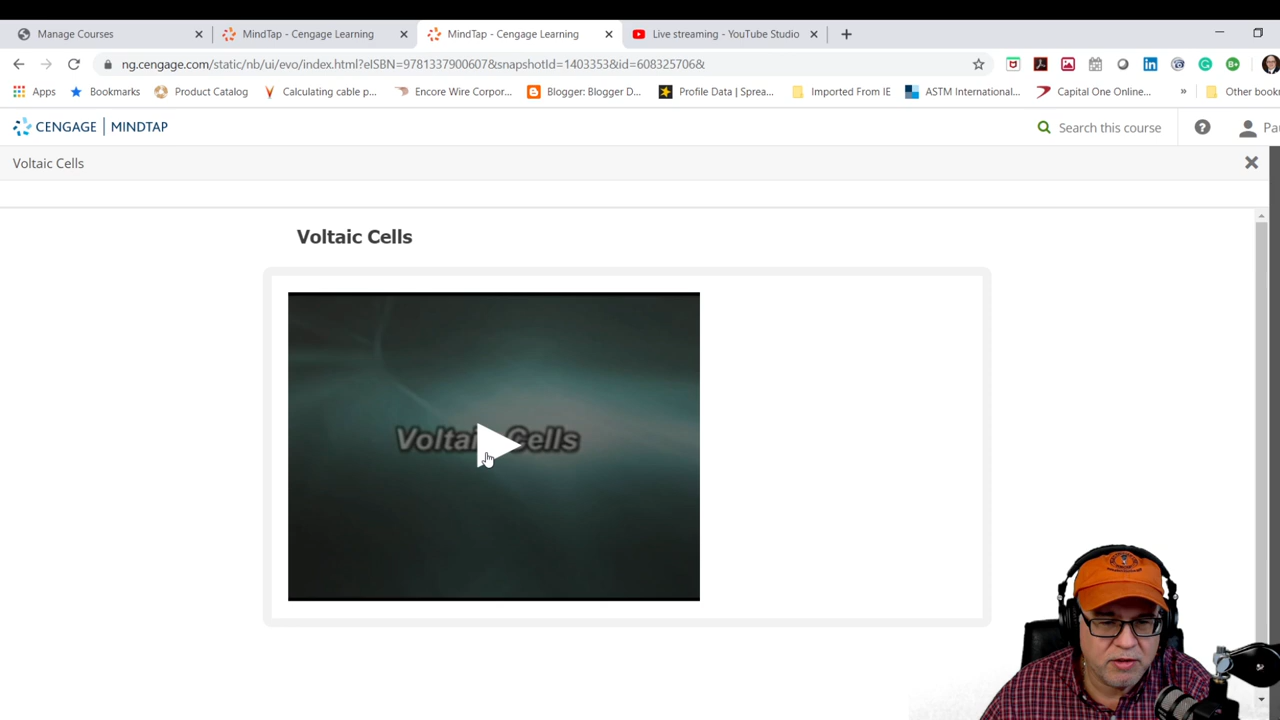 Manage Courses
MindTap - Cengage Learning
MindTap - Cengage Learning
Live streaming - YouTube Studio
ng.cengage.com/static/nb/ui/evo/index.html?eISBN=9781337900607&snapshotId=1403353&id=608325706&
Apps
Bookmarks
Product Catalog
Calculating cable p...
Encore Wire Corpor...
Blogger: Blogger D...
Profile Data | Sprea...
Imported From IE
ASTM International...
Capital One Online...
»
Other book
CENGAGE | MINDTAP
Search this course
Pa
Voltaic Cells
Voltaic Cells
Voltaic Cells